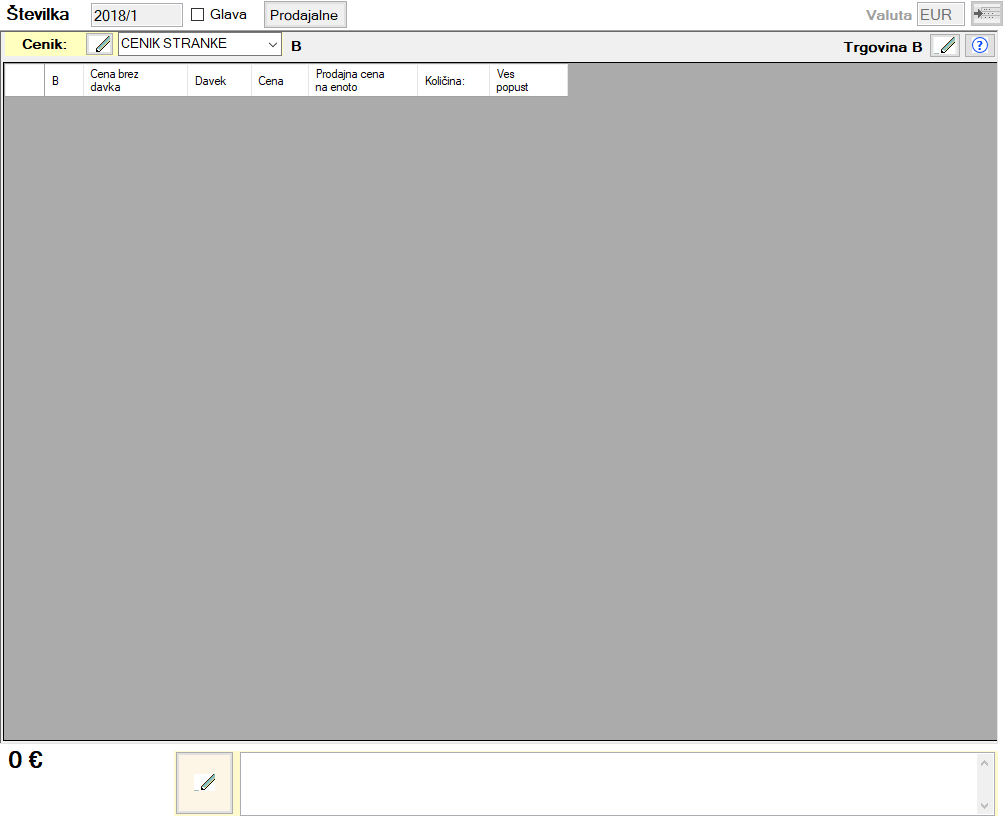 Številka 2018/1 Glava Prodajalne Valuta EUR
Cenik: CENIK STRANKE B Trgovina B ?
B Cena brez davka Davek Cena Prodajna cena na enoto Količina: Ves popust
0 €